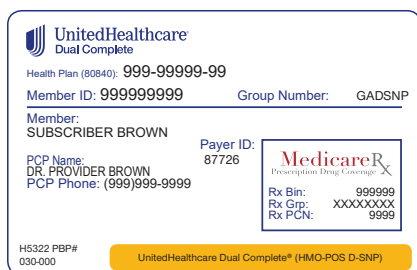 UnitedHealthcare®
Dual Complete
Health Plan (80840): 999-99999-99
Member ID: 999999999 Group Number: GADSNP
Member:
SUBSCRIBER BROWN
Payer ID:
87726
PCP Name:
DR. PROVIDER BROWN
PCP Phone: (999)999-9999
MedicareRx
Prescription Drug Coverage
Rx Bin: 999999
Rx Grp: XXXXXXXX
Rx PCN: 9999
H5322 PBP#
030-000
UnitedHealthcare Dual Complete® (HMO-POS D-SNP)